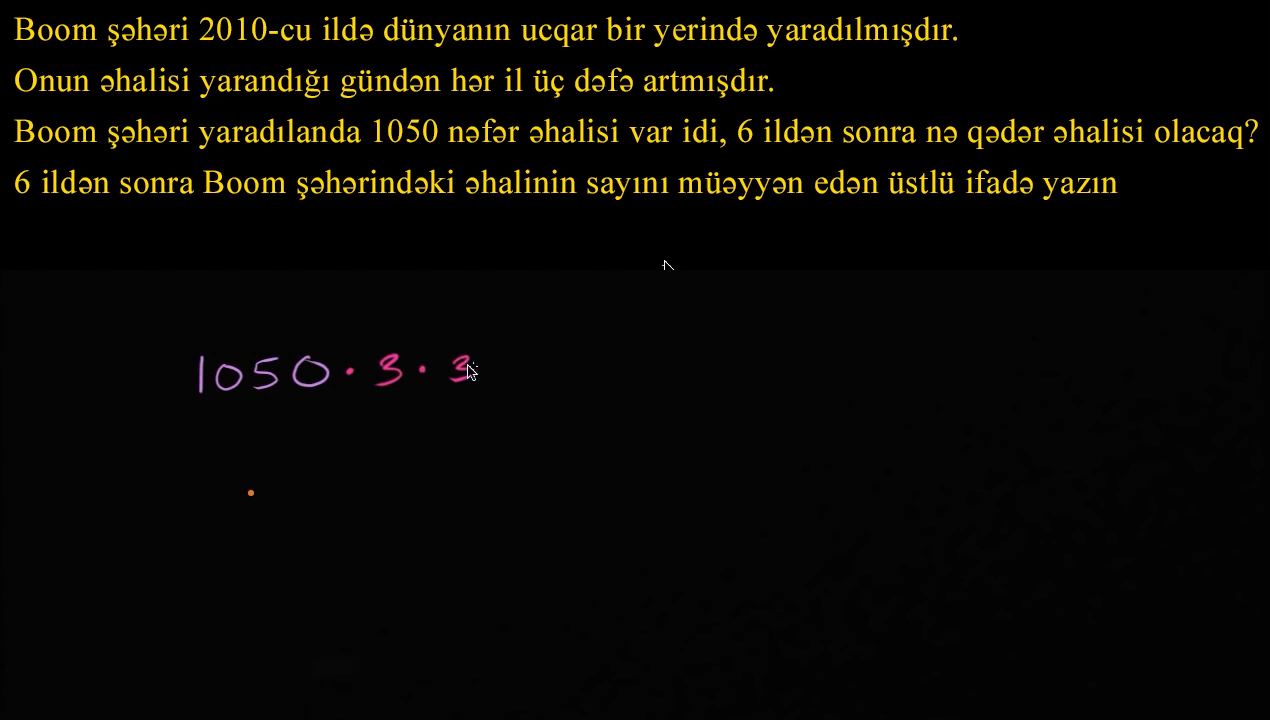 Boom şəhəri 2010-cu ildə dünyanın ucqar bir yerində yaradılmışdır.
Onun əhalisi yarandığı gündən hər il üç dəfə artmışdır.
Boom şəhəri yaradılanda 1050 nəfər əhalisi var idi, 6 ildən sonra nə qədər əhalisi olacaq?
6 ildən sonra Boom şəhərindəki əhalinin sayını müəyyən edən üstlü ifadə yazın
1050 · 3 · 3